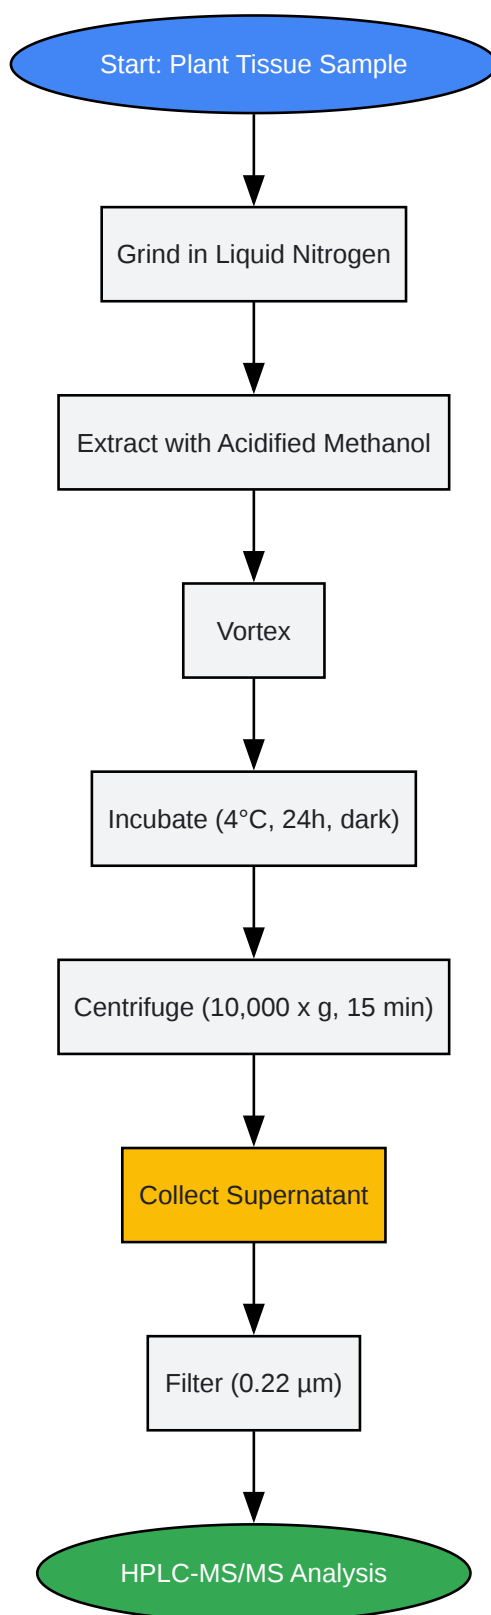 Start: Plant Tissue Sample
Grind in Liquid Nitrogen
Extract with Acidified Methanol
Vortex
Incubate (4°C, 24h, dark)
Centrifuge (10,000 x g, 15 min)
Collect Supernatant
Filter (0.22 µm)
HPLC-MS/MS Analysis